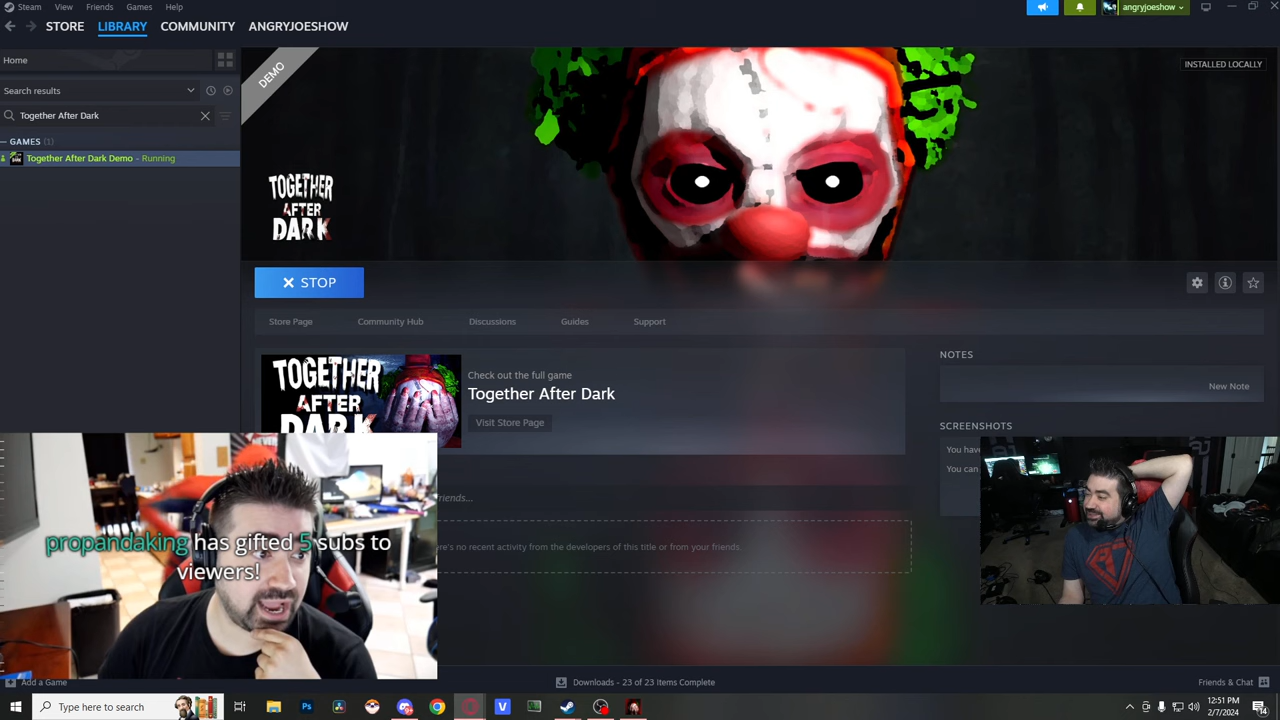 Steam View Friends Games Help
angryjoeshow
STORE LIBRARY COMMUNITY ANGRYJOESHOW
Home
Search results
Together After Dark
GAMES (1)
Together After Dark Demo - Running
DEMO
INSTALLED LOCALLY
TOGETHER
AFTER
DARK
STOP
Store Page Community Hub Discussions Guides Support
TOGETHER
AFTER
DARK
Check out the full game
Together After Dark
Visit Store Page
NOTES
New Note
SCREENSHOTS
You have
You can
propandaking has gifted 5 subs to
viewers!
no recent activity from the developers of this title or from your friends.
Add a Game
Downloads - 23 of 23 Items Complete
Friends & Chat
Type here to search
12:51 PM
2/7/2024